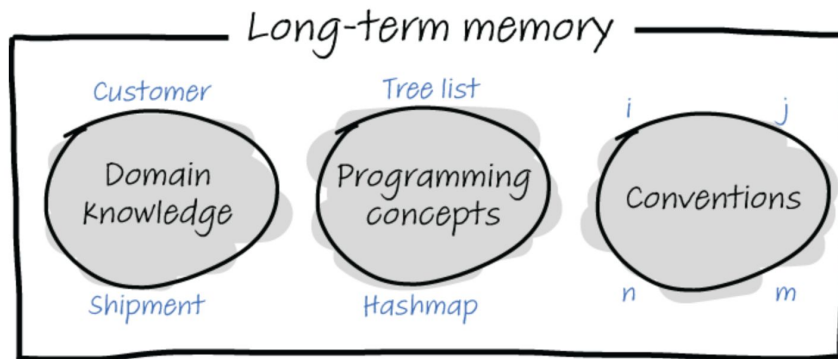 Long-term memory
Customer
Domain
knowledge
Shipment
Tree list
Programming
concepts
Hashmap
i
j
Conventions
n
m